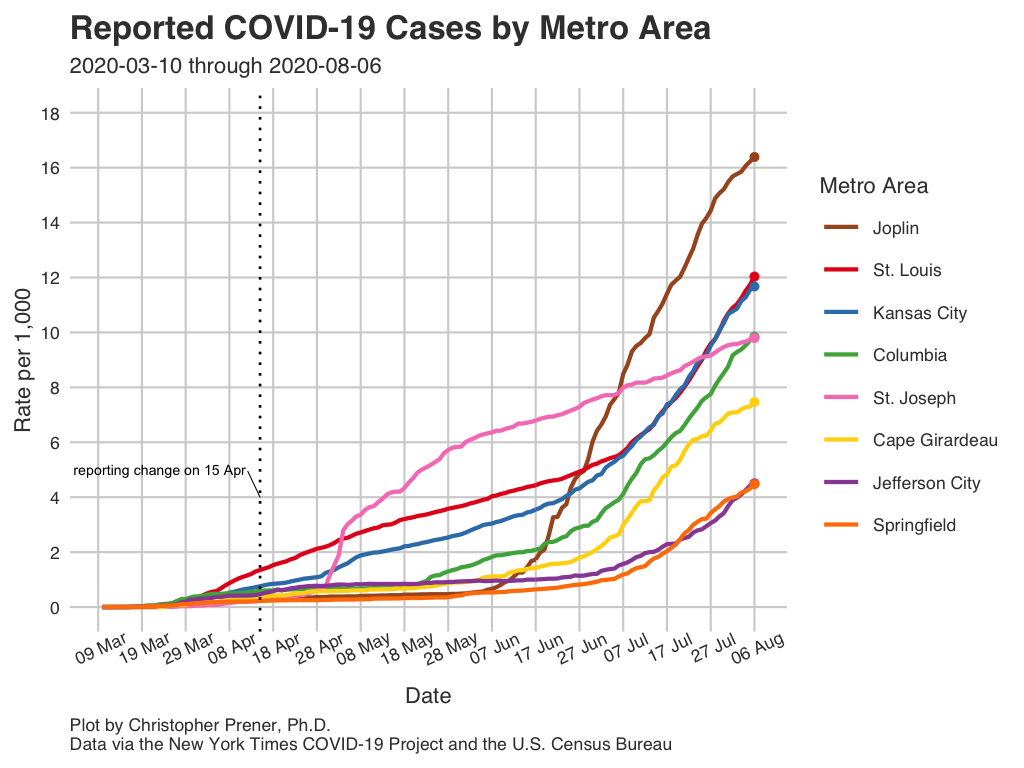 Reported COVID-19 Cases by Metro Area
2020-03-10 through 2020-08-06
18
16
14
12
10
8
6
4
2
0
Rate per 1,000
reporting change on 15 Apr
09 Mar
19 Mar
29 Mar
08 Apr
18 Apr
28 Apr
08 May
18 May
28 May
07 Jun
17 Jun
27 Jun
07 Jul
17 Jul
27 Jul
06 Aug
Date
Metro Area
Joplin
St. Louis
Kansas City
Columbia
St. Joseph
Cape Girardeau
Jefferson City
Springfield
Plot by Christopher Prener, Ph.D.
Data via the New York Times COVID-19 Project and the U.S. Census Bureau